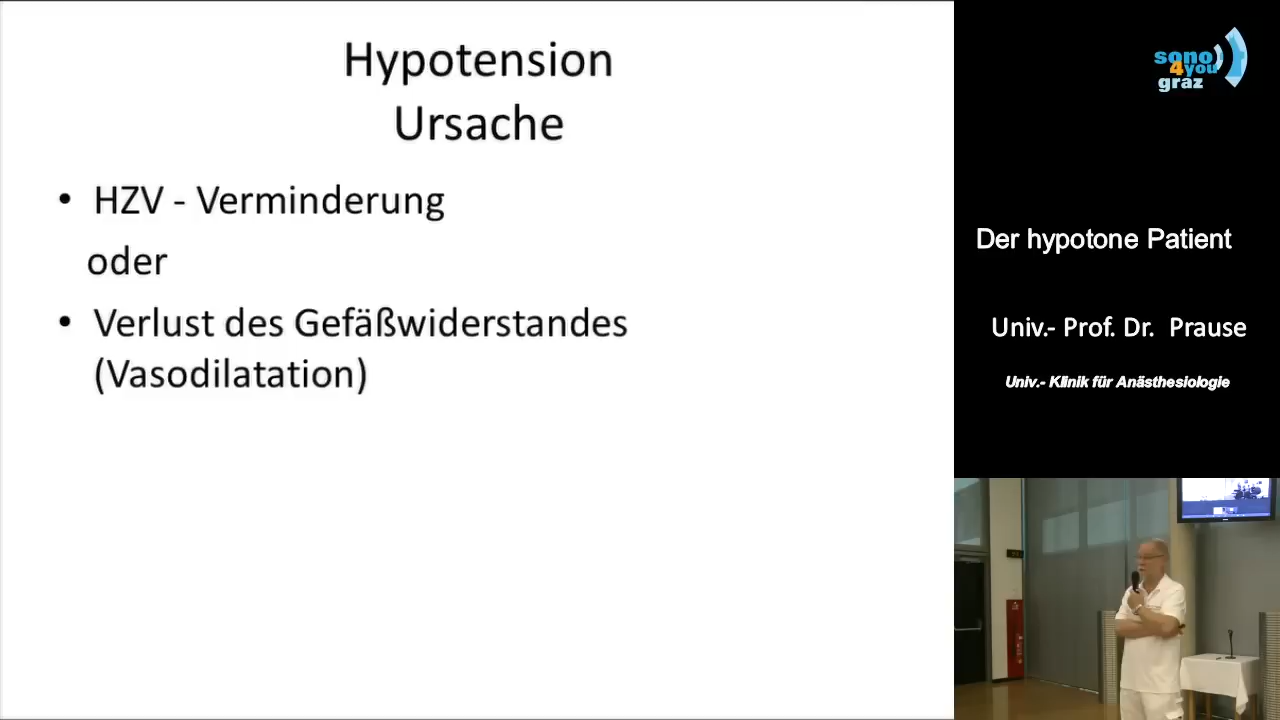 Hypotension
Ursache
• HZV - Verminderung
oder
• Verlust des Gefäßwiderstandes
(Vasodilatation)
sono
4you
graz
Der hypotone Patient
Univ.- Prof. Dr. Prause
Univ.- Klinik für Anästhesiologie